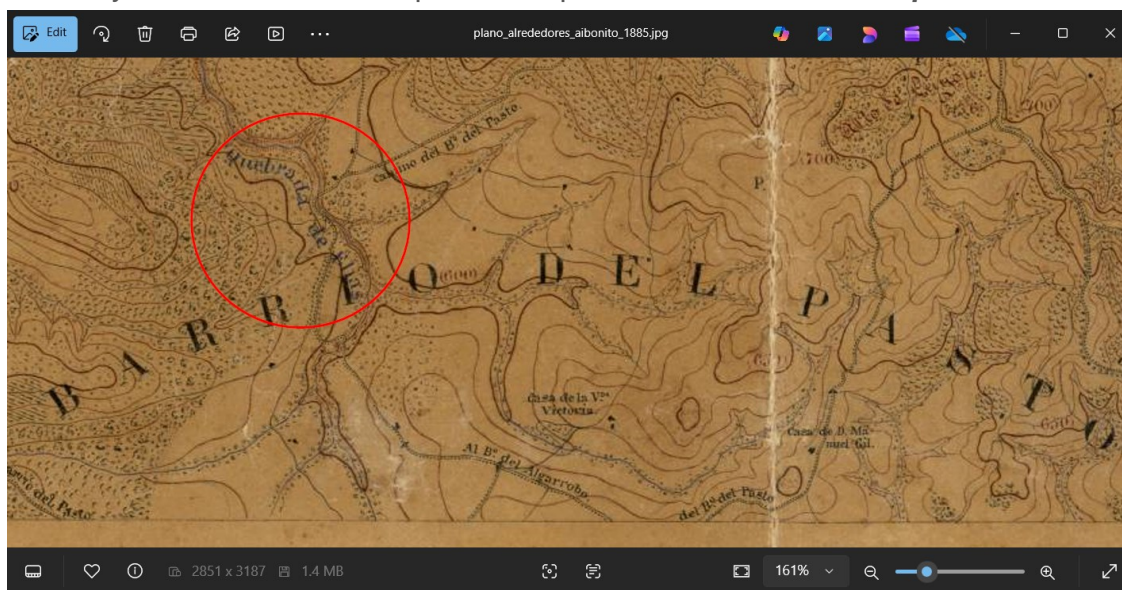 Edit
plano_alrededores_aibonito_1885.jpg
Quebrada de
Camino del Bº del Pasto
(700)
P.
BARRIO DEL PASTO
(600)
(650)
Casa de la Vda
Victoria.
Casa de D. Ma-
nuel Gil.
Al Bº del Algarrobo
del Bº del Pasto
del Pasto
2851 x 3187
1.4 MB
161%